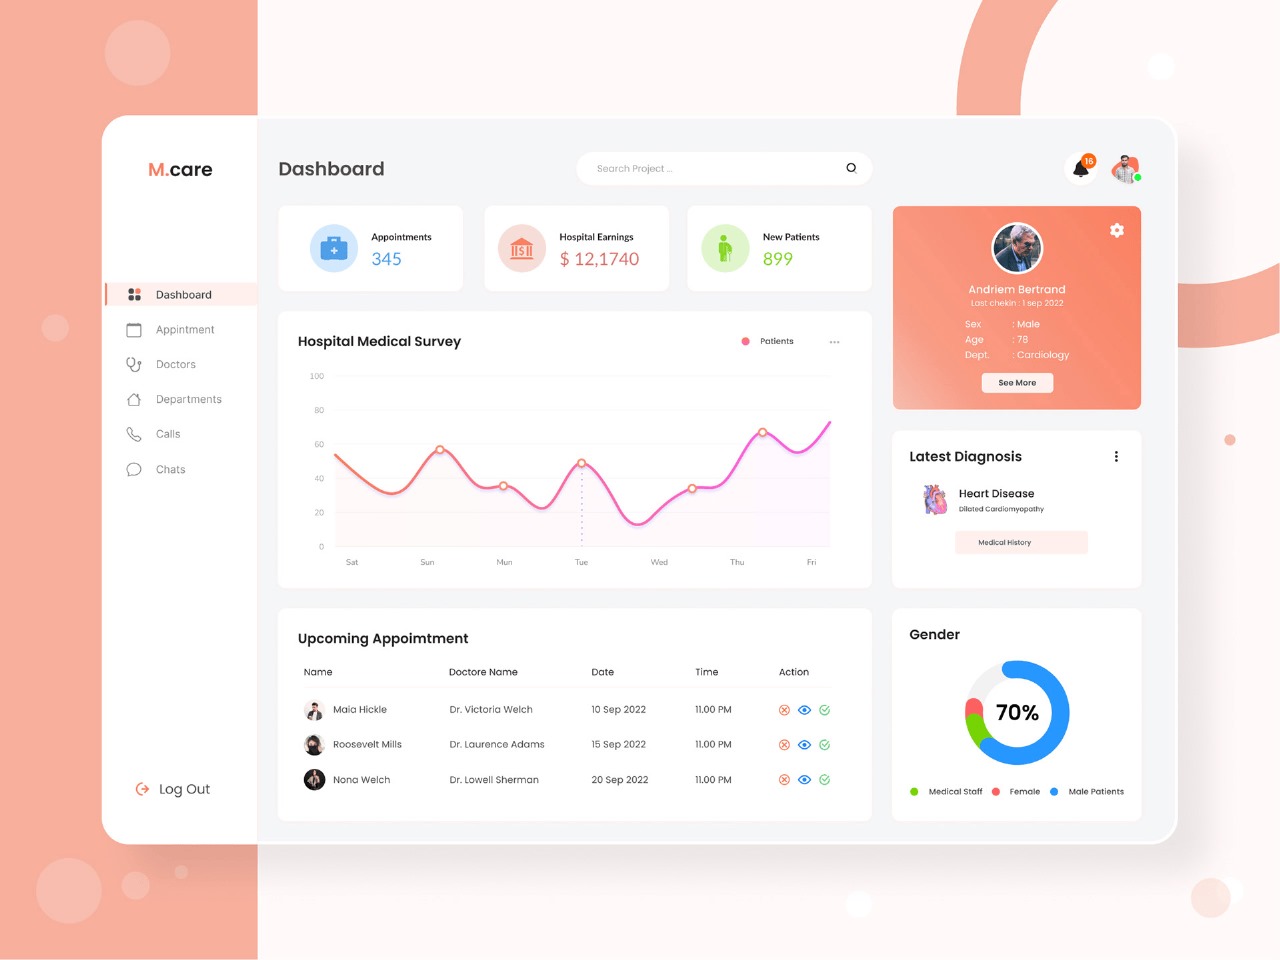 M.care
Dashboard
Search Project ...
16
Dashboard
Appintment
Doctors
Departments
Calls
Chats
Log Out
Appointments
345
Hospital Earnings
$ 12,1740
New Patients
899
Andriem Bertrand
Last chekin : 1 sep 2022
Sex : Male
Age : 78
Dept. : Cardiology
See More
Hospital Medical Survey
Patients
100
80
60
40
20
0
Sat Sun Mun Tue Wed Thu Fri
Latest Diagnosis
Heart Disease
Dilated Cardiomyopathy
Medical History
Upcoming Appoimtment
Name Doctore Name Date Time Action
Maia Hickle Dr. Victoria Welch 10 Sep 2022 11.00 PM
Roosevelt Mills Dr. Laurence Adams 15 Sep 2022 11.00 PM
Nona Welch Dr. Lowell Sherman 20 Sep 2022 11.00 PM
Gender
70%
Medical Staff Female Male Patients